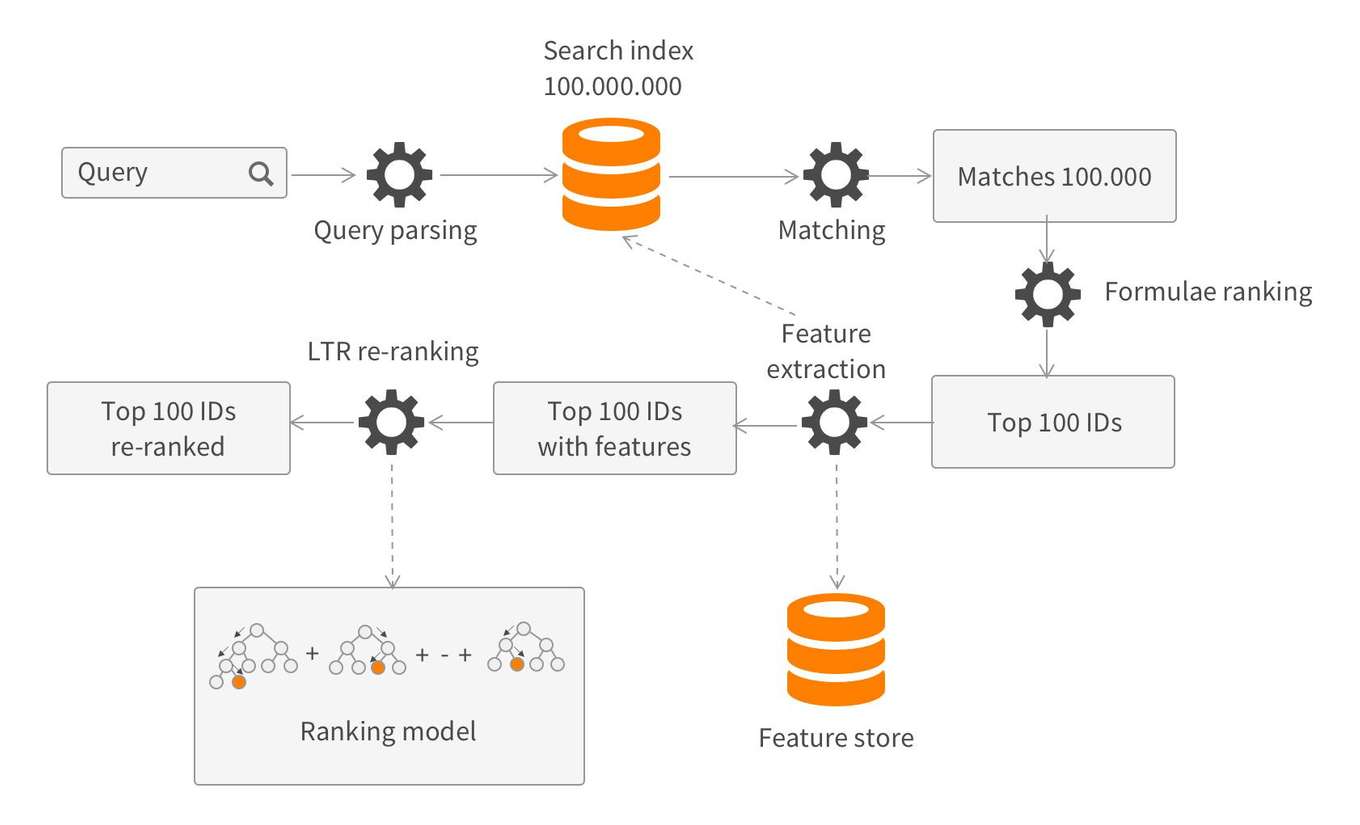 Search index
100.000.000
Query
Query parsing
Matching
Matches 100.000
Formulae ranking
Feature
extraction
LTR re-ranking
Top 100 IDs
Top 100 IDs
with features
Top 100 IDs
re-ranked
+ + - +
Ranking model
Feature store